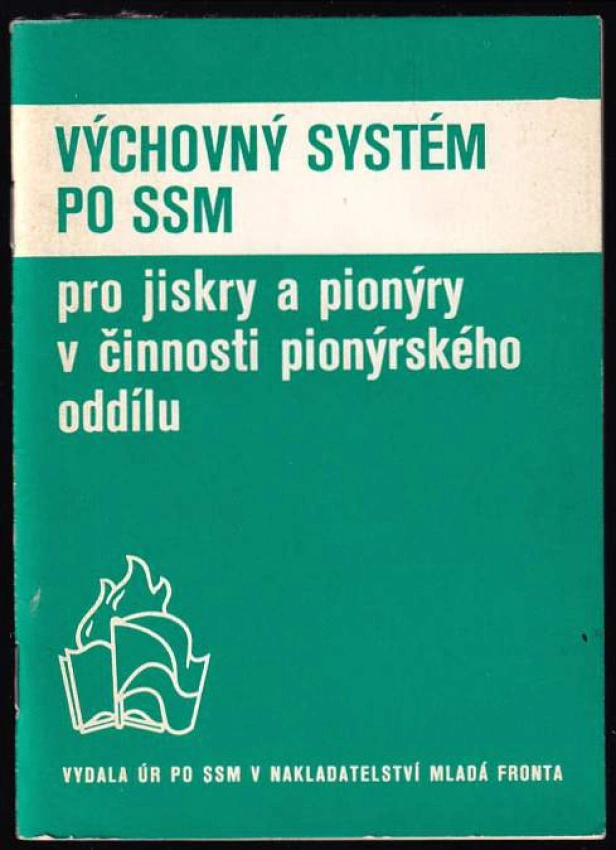 VÝCHOVNÝ SYSTÉM
PO SSM
pro jiskry a pionýry
v činnosti pionýrského
oddílu
VYDALA ÚR PO SSM V NAKLADATELSTVÍ MLADÁ FRONTA